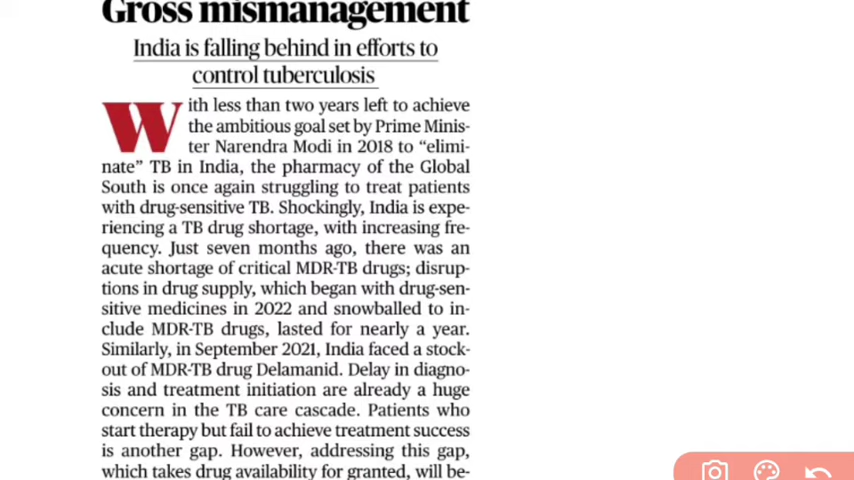 Gross mismanagement
India is falling behind in efforts to
control tuberculosis
With less than two years left to achieve
the ambitious goal set by Prime Minis-
ter Narendra Modi in 2018 to “elimi-
nate” TB in India, the pharmacy of the Global
South is once again struggling to treat patients
with drug-sensitive TB. Shockingly, India is expe-
riencing a TB drug shortage, with increasing fre-
quency. Just seven months ago, there was an
acute shortage of critical MDR-TB drugs; disrup-
tions in drug supply, which began with drug-sen-
sitive medicines in 2022 and snowballed to in-
clude MDR-TB drugs, lasted for nearly a year.
Similarly, in September 2021, India faced a stock-
out of MDR-TB drug Delamanid. Delay in diagno-
sis and treatment initiation are already a huge
concern in the TB care cascade. Patients who
start therapy but fail to achieve treatment success
is another gap. However, addressing this gap,
which takes drug availability for granted, will be-